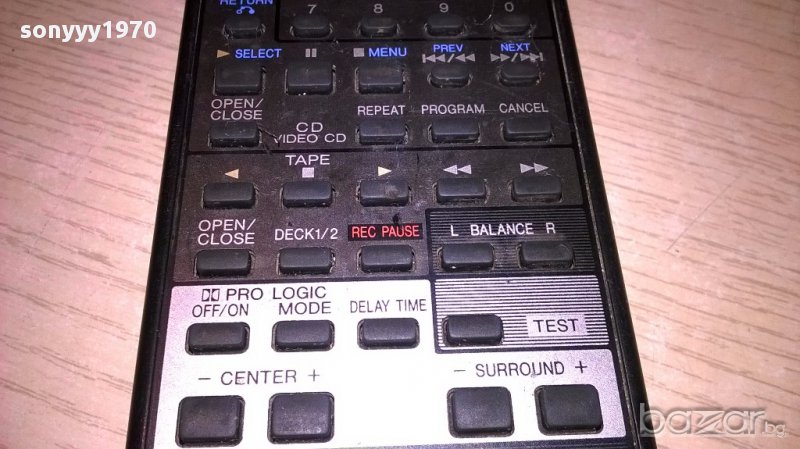 sonyyy1970
RETURN
7 8 9 0
SELECT MENU PREV NEXT
OPEN/
CLOSE
CD
VIDEO CD
REPEAT PROGRAM CANCEL
TAPE
OPEN/
CLOSE
DECK1/2 REC PAUSE
L BALANCE R
PRO LOGIC
OFF/ON MODE DELAY TIME
TEST
- CENTER +
- SURROUND +
bazar.bg